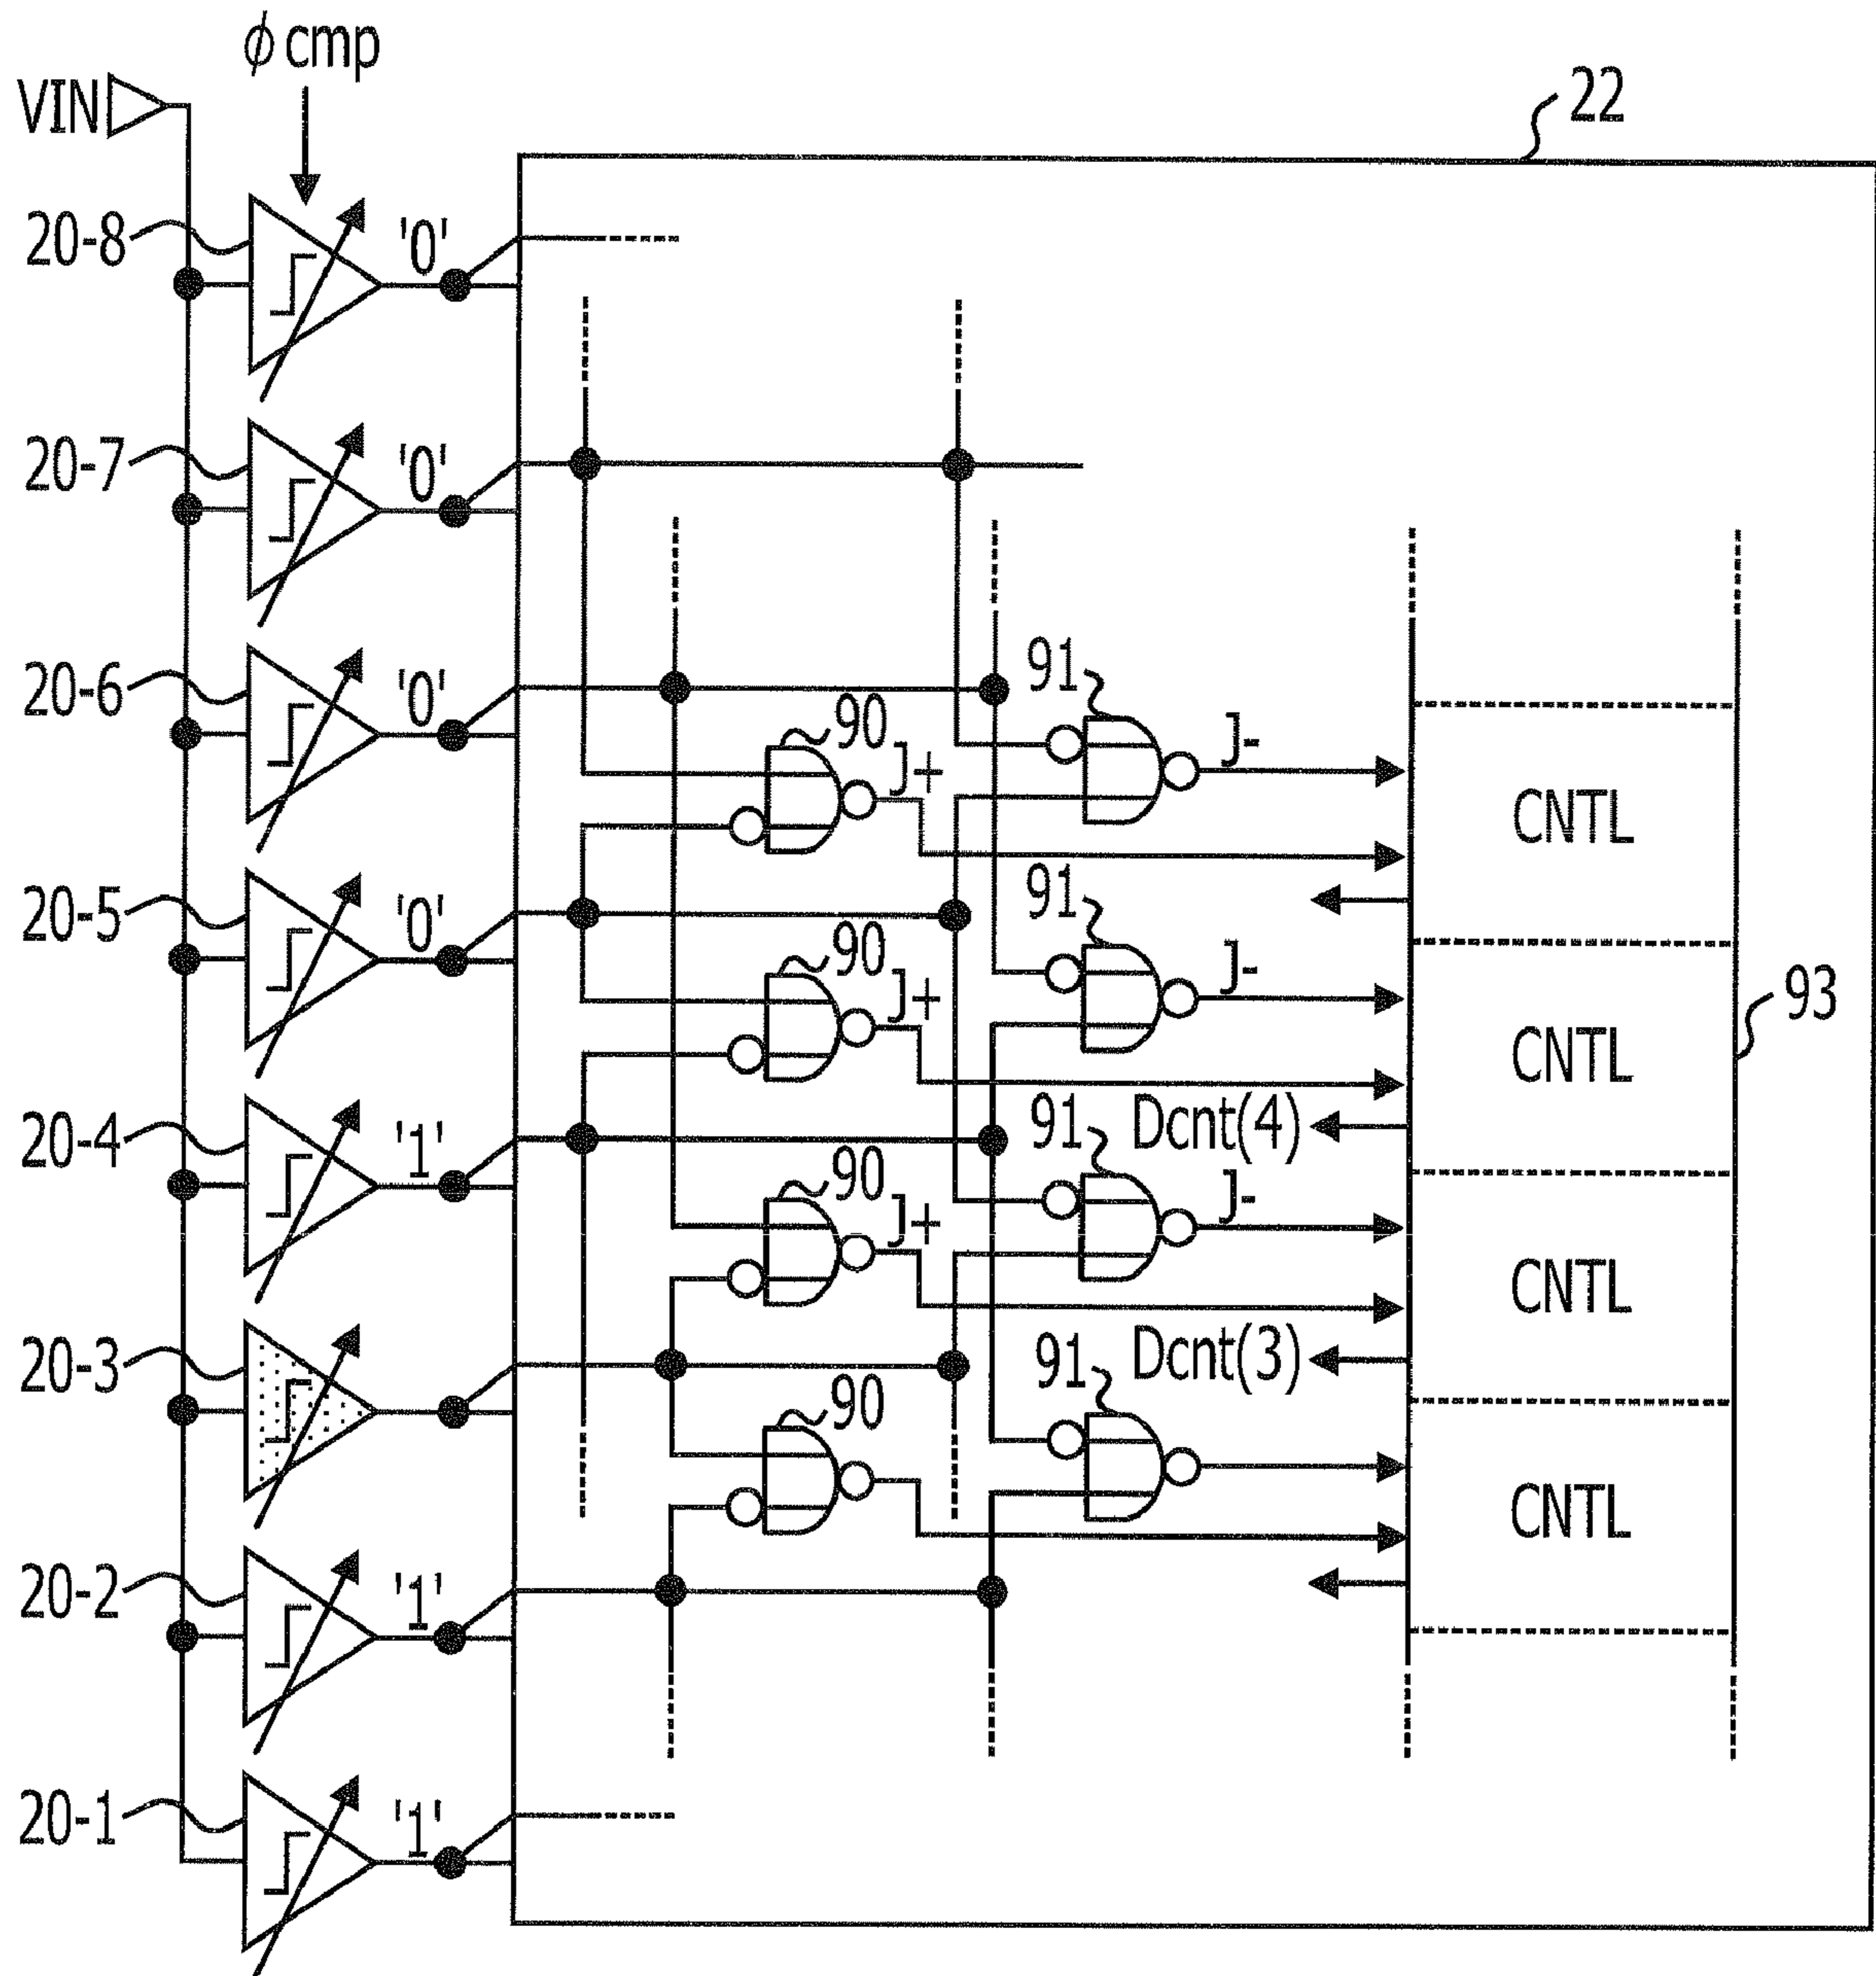 ϕ cmp
VIN
22
20-8
'0'
20-7
'0'
20-6
'0'
91
90
J-
J+
CNTL
20-5
'0'
91
90
J-
J+
CNTL
93
20-4
'1'
91
Dcnt(4)
90
J-
J+
CNTL
20-3
91
Dcnt(3)
90
CNTL
20-2
'1'
20-1
'1'